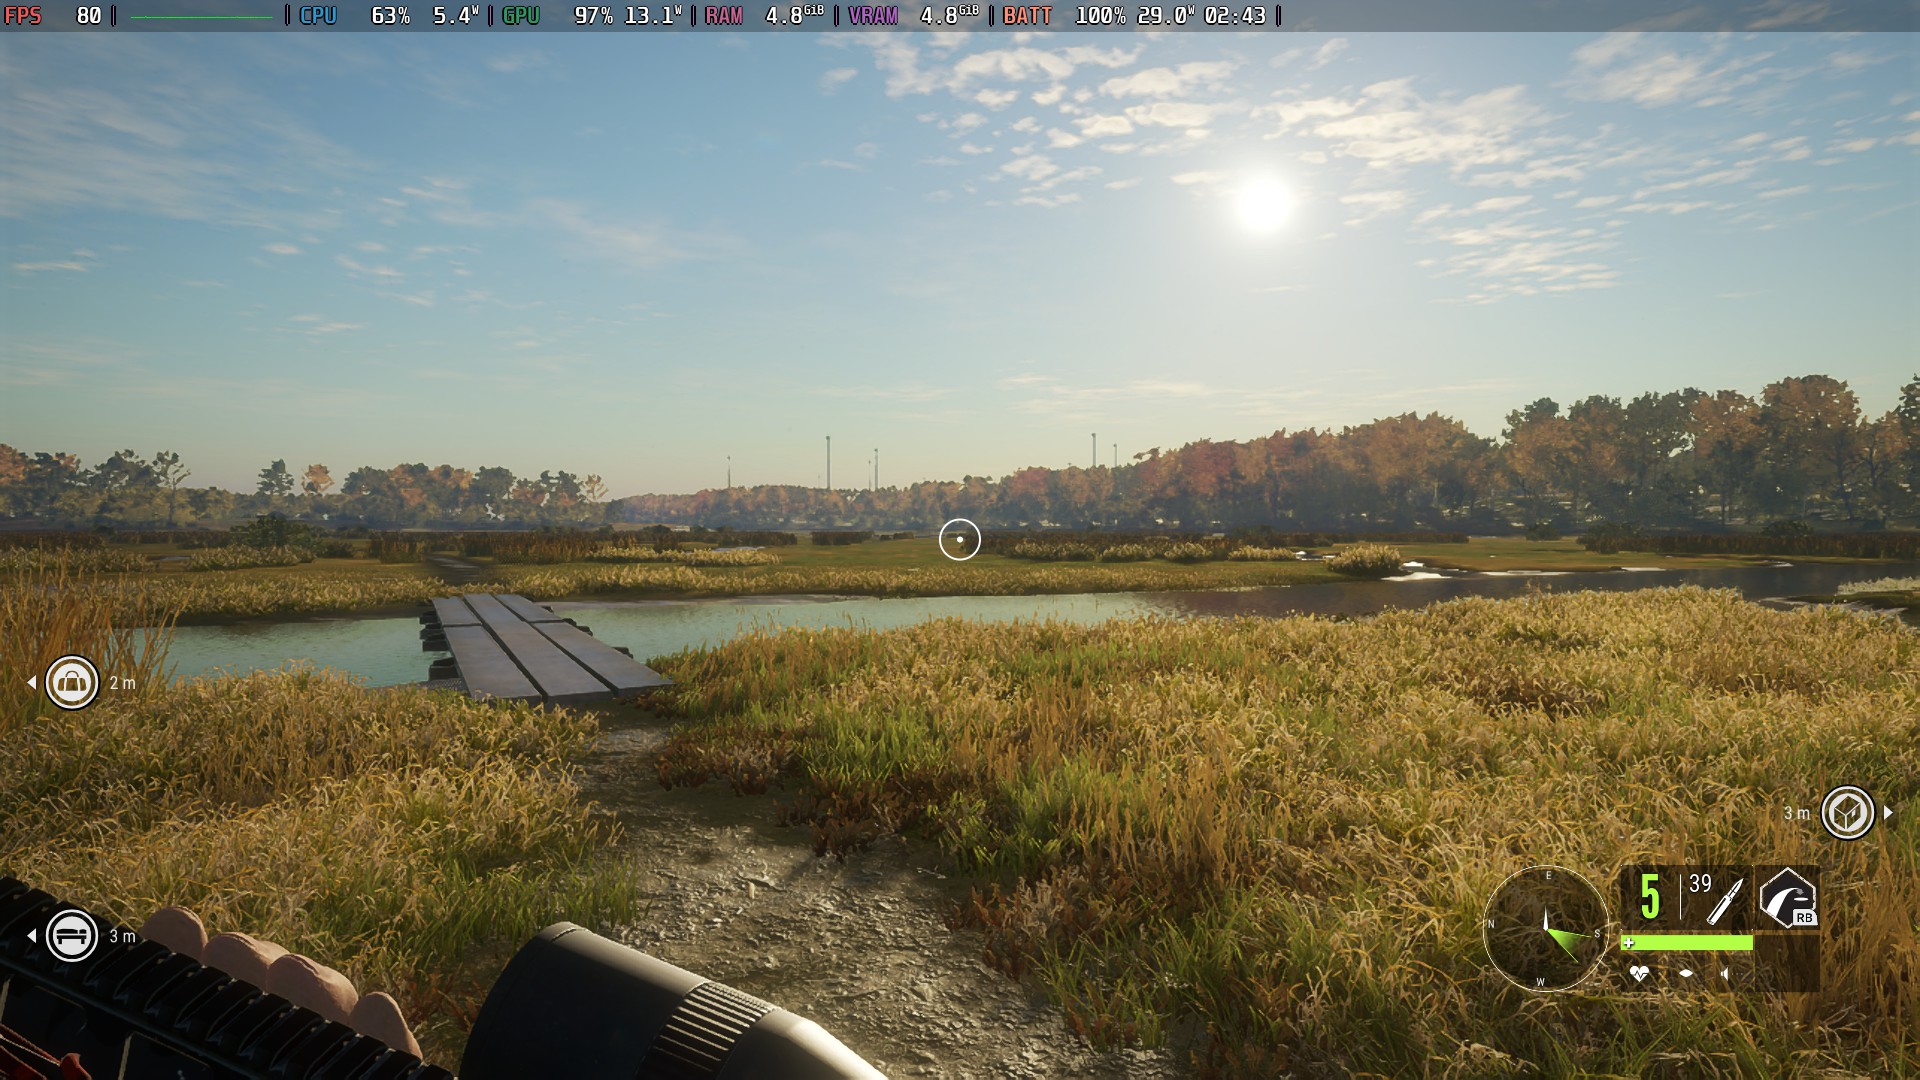 FPS 80 | | CPU 63% 5.4W | GPU 97% 13.1W | RAM 4.8GiB | VRAM 4.8GiB | BATT 100% 29.0W 02:43 |
2 m
3 m
3 m
E
N
S
W
5 39
RB